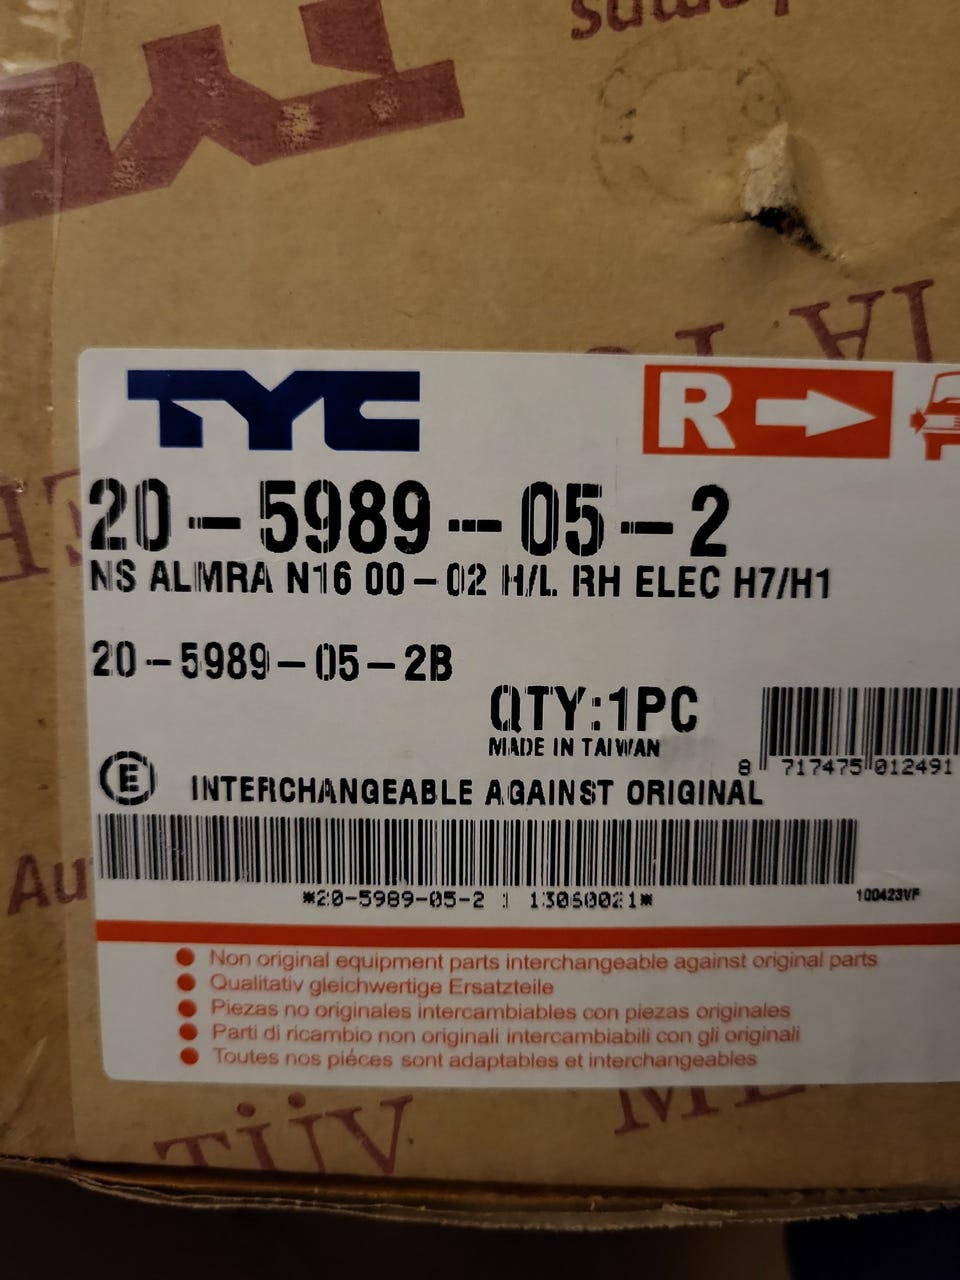 TYC
R
20-5989-05-2
NS ALMRA N16 00-02 H/L RH ELEC H7/H1
20-5989-05-2B
QTY:1PC
MADE IN TAIWAN
8 717475 012491
E INTERCHANGEABLE AGAINST ORIGINAL
*20-5989-05-2 : 13060021*
100423VF
Non original equipment parts interchangeable against original parts
Qualitativ gleichwertige Ersatzteile
Piezas no originales intercambiables con piezas originales
Parti di ricambio non originali intercambiabili con gli originali
Toutes nos piéces sont adaptables et interchangeables
TÜV